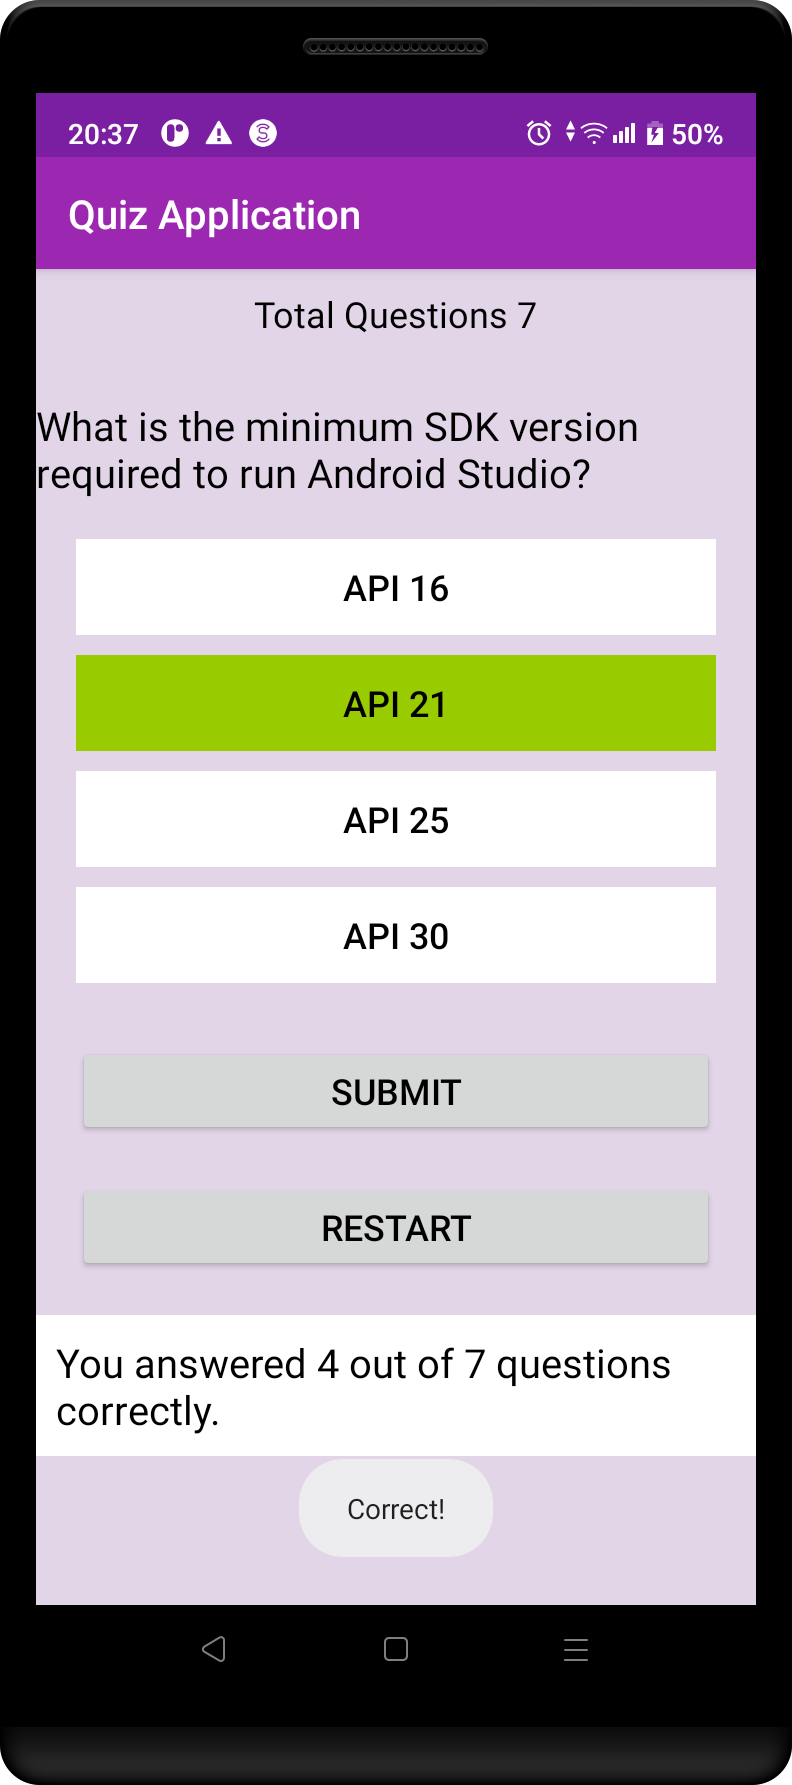 20:37 50%
Quiz Application
Total Questions 7
What is the minimum SDK version
required to run Android Studio?
API 16
API 21
API 25
API 30
SUBMIT
RESTART
You answered 4 out of 7 questions
correctly.
Correct!